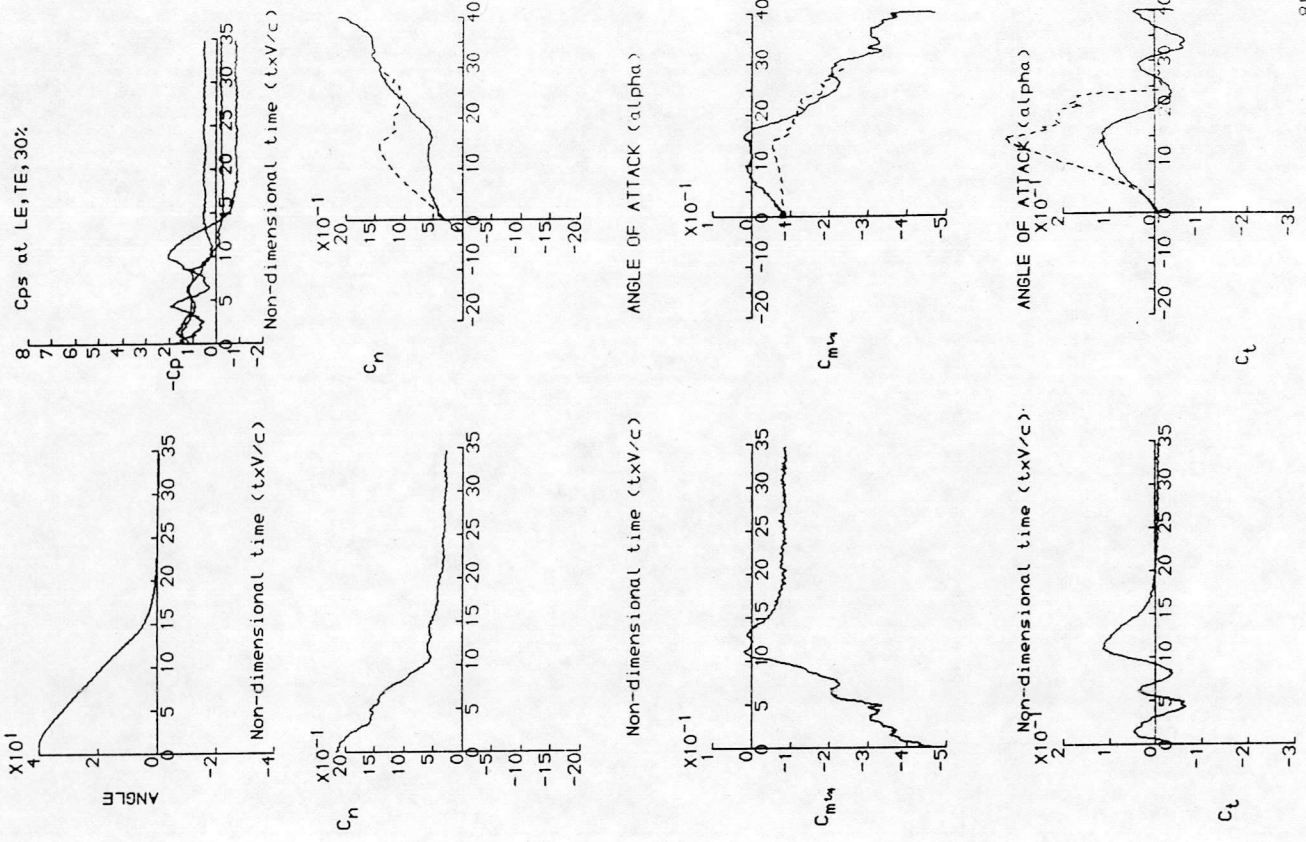 X10¹
4
2
0
-2
-4
ANGLE
0 5 10 15 20 25 30 35
Non-dimensional time (txV/c)
Cps at LE,TE,30%
8
7
6
5
4
3
2
1
0
-1
-2
-Cp
0 5 10 15 20 25 30 35
Non-dimensional time (txV/c)
X10⁻¹
20
15
10
5
0
-5
-10
-15
-20
Cn
0 5 10 15 20 25 30 35
Non-dimensional time (txV/c)
X10⁻¹
20
15
10
5
0
-5
-10
-15
-20
Cn
-20 -10 0 10 20 30 40
ANGLE OF ATTACK (alpha)
X10⁻¹
1
0
-1
-2
-3
-4
-5
Cm¼
0 5 10 15 20 25 30 35
Non-dimensional time (txV/c)
X10⁻¹
1
0
-1
-2
-3
-4
-5
Cm¼
-20 -10 0 10 20 30 40
ANGLE OF ATTACK (alpha)
X10⁻¹
2
1
0
-1
-2
-3
Ct
0 5 10 15 20 25 30 35
X10⁻¹
2
1
0
-1
-2
-3
Ct
-20 -10 0 10 20 30 40